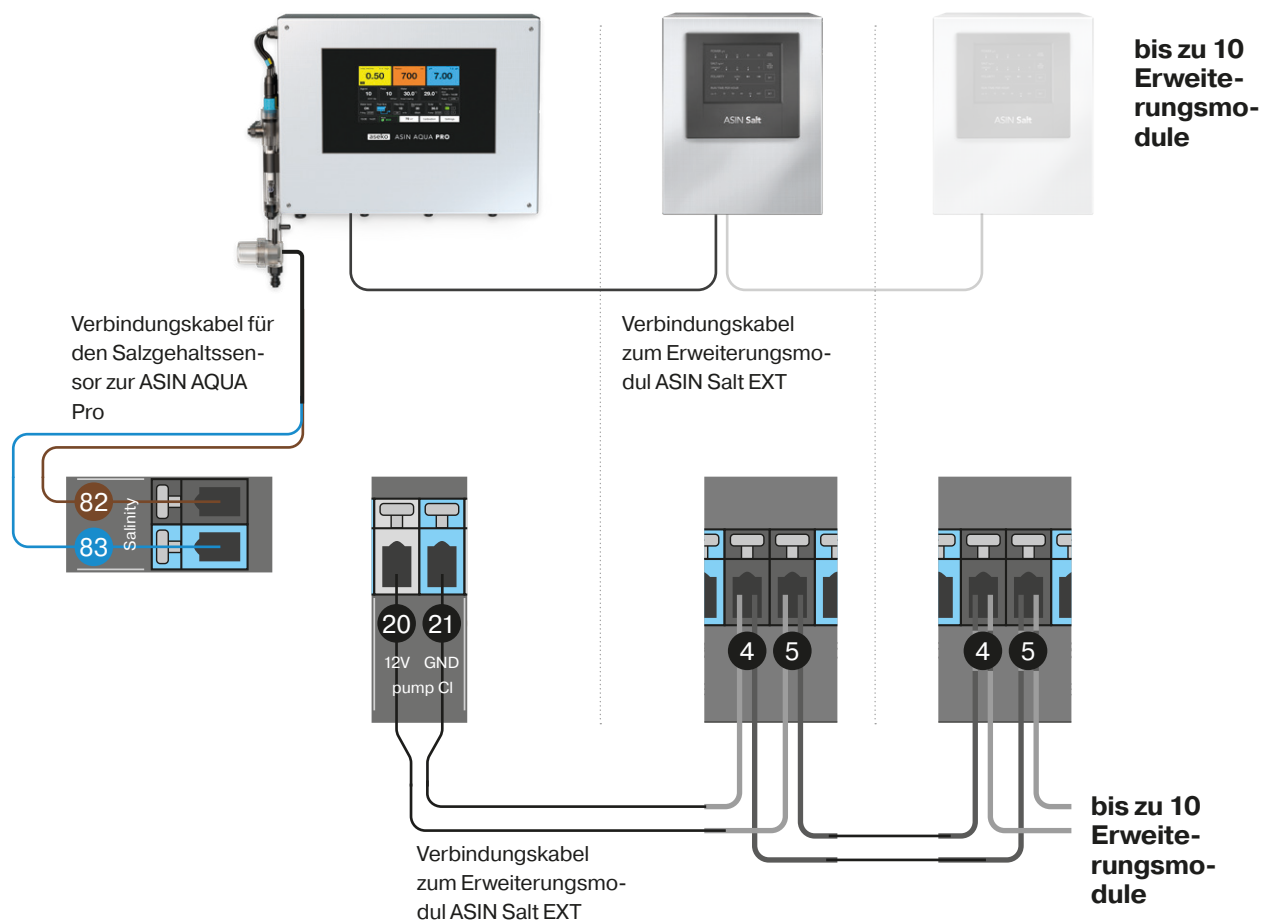 0.50
700
7.00
10
10
30.0°
29.0°
aseko ASIN AQUA PRO
ASIN Salt
ASIN Salt
bis zu 10
Erweite-
rungsmo-
dule
Verbindungskabel für
den Salzgehaltssen-
sor zur ASIN AQUA
Pro
Verbindungskabel
zum Erweiterungsmo-
dul ASIN Salt EXT
82
83
Salinity
20
21
12V
GND
pump Cl
4
5
4
5
Verbindungskabel
zum Erweiterungsmo-
dul ASIN Salt EXT
bis zu 10
Erweite-
rungsmo-
dule